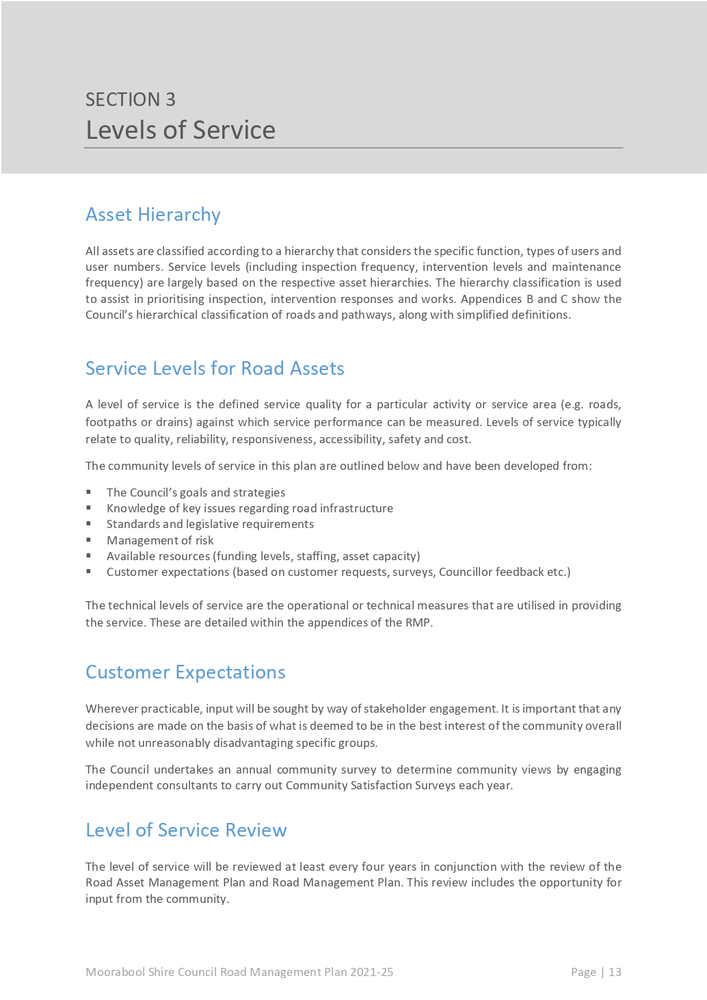 SECTION 3
Levels of Service
Asset Hierarchy
All assets are classified according to a hierarchy that considers the specific function, types of users and
user numbers. Service levels (including inspection frequency, intervention levels and maintenance
frequency) are largely based on the respective asset hierarchies. The hierarchy classification is used
to assist in prioritising inspection, intervention responses and works. Appendices B and C show the
Council’s hierarchical classification of roads and pathways, along with simplified definitions.
Service Levels for Road Assets
A level of service is the defined service quality for a particular activity or service area (e.g. roads,
footpaths or drains) against which service performance can be measured. Levels of service typically
relate to quality, reliability, responsiveness, accessibility, safety and cost.
The community levels of service in this plan are outlined below and have been developed from:
▪ The Council’s goals and strategies
▪ Knowledge of key issues regarding road infrastructure
▪ Standards and legislative requirements
▪ Management of risk
▪ Available resources (funding levels, staffing, asset capacity)
▪ Customer expectations (based on customer requests, surveys, Councillor feedback etc.)
The technical levels of service are the operational or technical measures that are utilised in providing
the service. These are detailed within the appendices of the RMP.
Customer Expectations
Wherever practicable, input will be sought by way of stakeholder engagement. It is important that any
decisions are made on the basis of what is deemed to be in the best interest of the community overall
while not unreasonably disadvantaging specific groups.
The Council undertakes an annual community survey to determine community views by engaging
independent consultants to carry out Community Satisfaction Surveys each year.
Level of Service Review
The level of service will be reviewed at least every four years in conjunction with the review of the
Road Asset Management Plan and Road Management Plan. This review includes the opportunity for
input from the community.
Moorabool Shire Council Road Management Plan 2021-25 Page | 13